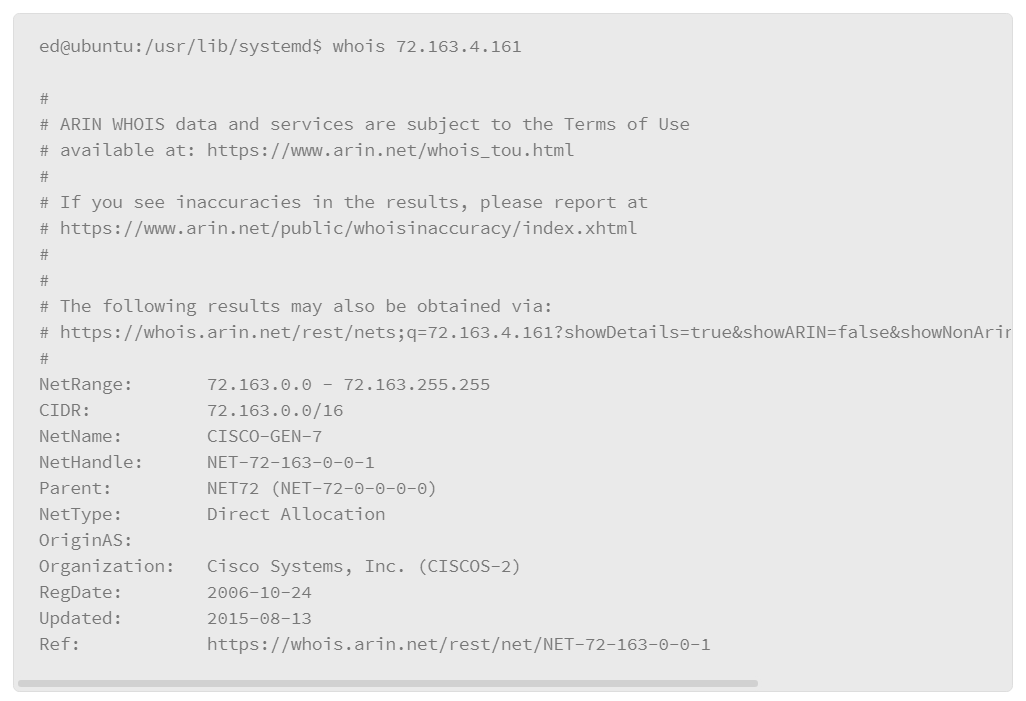 ed@ubuntu:/usr/lib/systemd$ whois 72.163.4.161
#
# ARIN WHOIS data and services are subject to the Terms of Use
# available at: https://www.arin.net/whois_tou.html
#
# If you see inaccuracies in the results, please report at
# https://www.arin.net/public/whoisinaccuracy/index.xhtml
#
#
# The following results may also be obtained via:
# https://whois.arin.net/rest/nets;q=72.163.4.161?showDetails=true&showARIN=false&showNonArin
#
NetRange:       72.163.0.0 - 72.163.255.255
CIDR:           72.163.0.0/16
NetName:        CISCO-GEN-7
NetHandle:      NET-72-163-0-0-1
Parent:         NET72 (NET-72-0-0-0-0)
NetType:        Direct Allocation
OriginAS:
Organization:   Cisco Systems, Inc. (CISCOS-2)
RegDate:        2006-10-24
Updated:        2015-08-13
Ref:            https://whois.arin.net/rest/net/NET-72-163-0-0-1